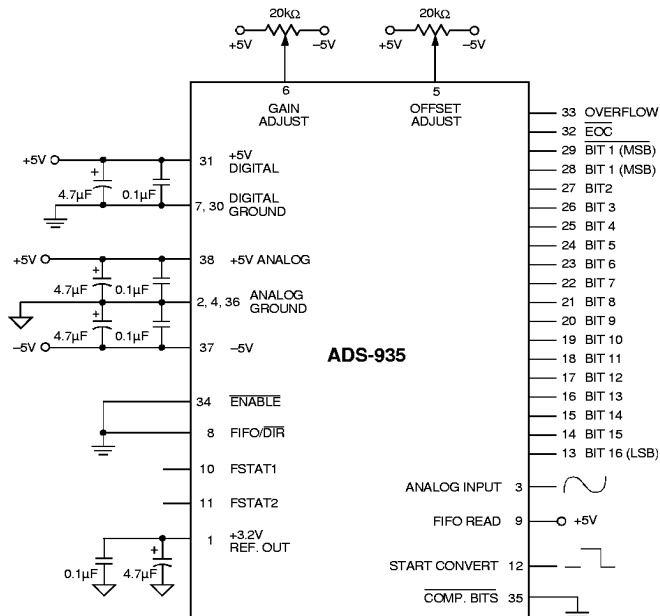 20kΩ
20kΩ
+5V
–5V
+5V
–5V
6
5
GAIN
ADJUST
OFFSET
ADJUST
33 OVERFLOW
32 EOC
29 BIT 1 (MSB)
28 BIT 1 (MSB)
27 BIT2
26 BIT 3
25 BIT 4
24 BIT 5
23 BIT 6
22 BIT 7
21 BIT 8
20 BIT 9
19 BIT 10
18 BIT 11
17 BIT 12
16 BIT 13
15 BIT 14
14 BIT 15
13 BIT 16 (LSB)
+5V
31
+5V
DIGITAL
+
4.7µF
0.1µF
7, 30
DIGITAL
GROUND
+5V
38
+5V ANALOG
+
4.7µF
0.1µF
2, 4, 36
ANALOG
GROUND
+
4.7µF
0.1µF
–5V
37
–5V
ADS-935
34
ENABLE
8
FIFO/DIR
10
FSTAT1
11
FSTAT2
1
+3.2V
REF. OUT
+
0.1µF
4.7µF
ANALOG INPUT 3
FIFO READ 9
+5V
START CONVERT 12
COMP. BITS 35